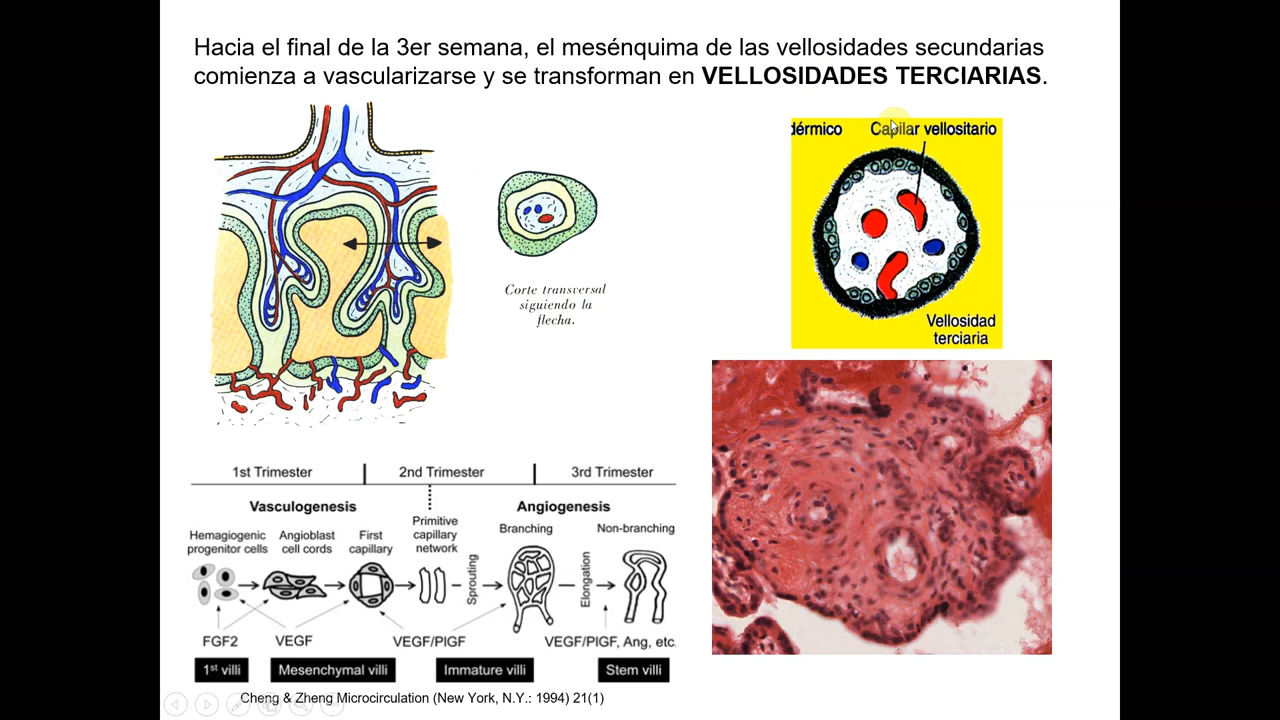 Hacia el final de la 3er semana, el mesénquima de las vellosidades secundarias
comienza a vascularizarse y se transforman en VELLOSIDADES TERCIARIAS.
dérmico Capilar vellositario
Corte transversal
siguiendo la
flecha.
Vellosidad
terciaria
1st Trimester 2nd Trimester 3rd Trimester
Vasculogenesis Angiogenesis
Hemagiogenic
progenitor cells
Angioblast
cell cords
First
capillary
Primitive
capillary
network
Sprouting
Branching
Elongation
Non-branching
FGF2 VEGF VEGF/PlGF VEGF/PlGF, Ang, etc.
1st villi Mesenchymal villi Immature villi Stem villi
Cheng & Zheng Microcirculation (New York, N.Y.: 1994) 21(1)